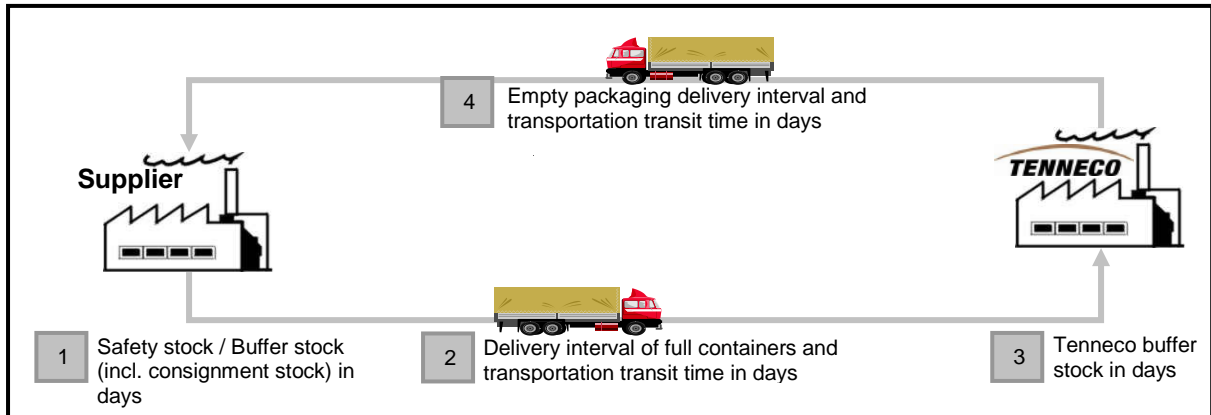 4
Empty packaging delivery interval and
transportation transit time in days
Supplier
TENNECO
1
Safety stock / Buffer stock
(incl. consignment stock) in
days
2
Delivery interval of full containers and
transportation transit time in days
3
Tenneco buffer
stock in days